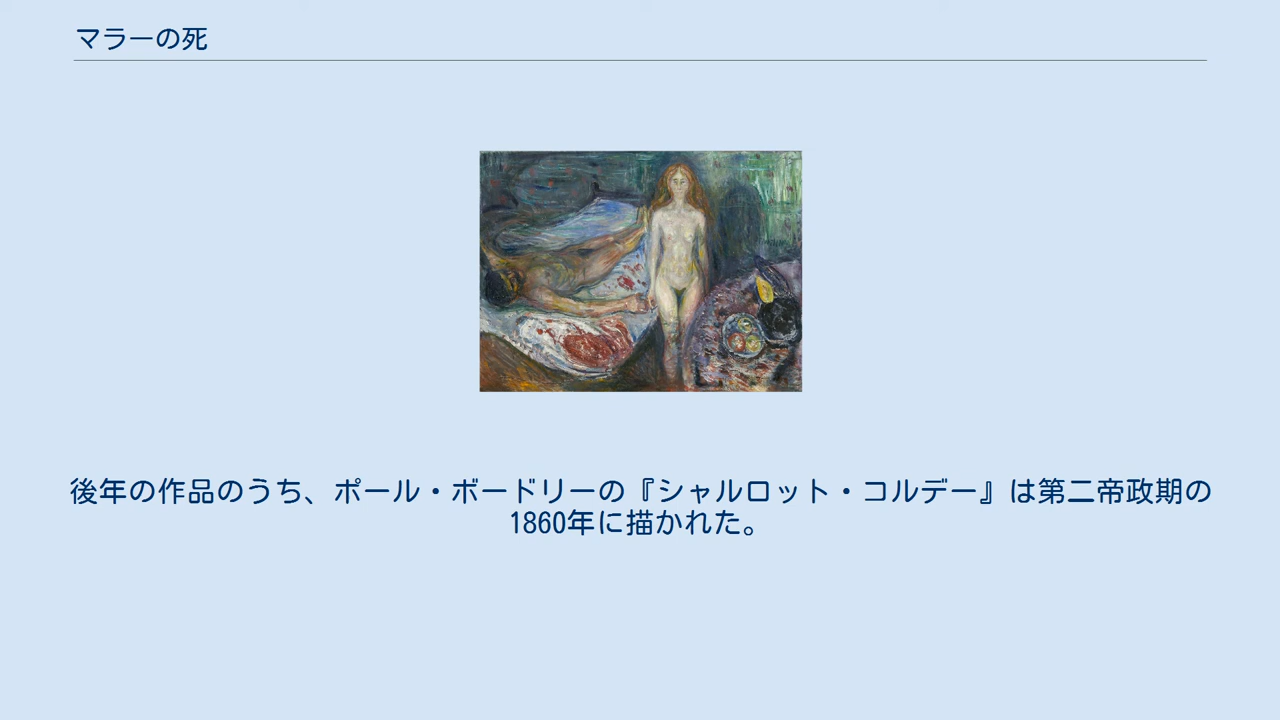 マラーの死
後年の作品のうち、ポール・ボードリーの『シャルロット・コルデー』は第二帝政期の
1860年に描かれた。